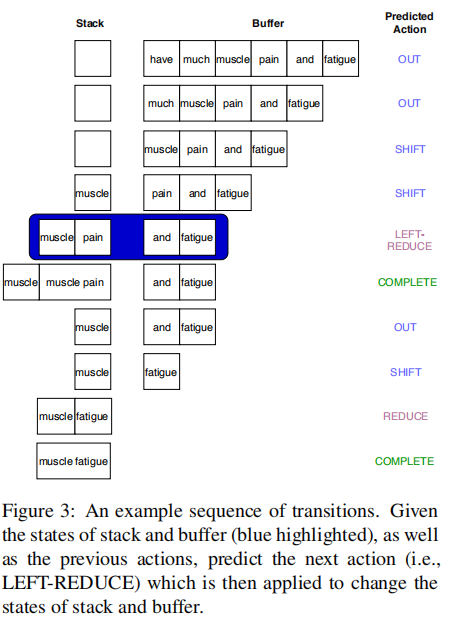 Stack Buffer Predicted Action
have much muscle pain and fatigue OUT
much muscle pain and fatigue OUT
muscle pain and fatigue SHIFT
muscle pain and fatigue SHIFT
muscle pain and fatigue LEFT-REDUCE
muscle muscle pain and fatigue COMPLETE
muscle and fatigue OUT
muscle fatigue SHIFT
muscle fatigue REDUCE
muscle fatigue COMPLETE
Figure 3: An example sequence of transitions. Given
the states of stack and buffer (blue highlighted), as well
as the previous actions, predict the next action (i.e.,
LEFT-REDUCE) which is then applied to change the
states of stack and buffer.